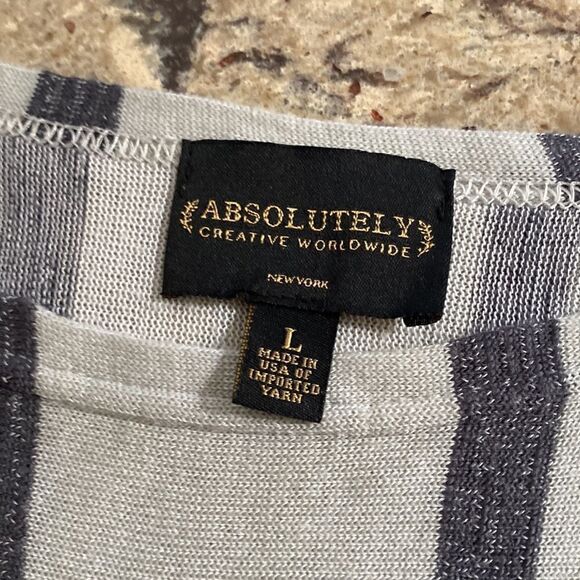 ABSOLUTELY
CREATIVE WORLDWIDE
NEW YORK
L
MADE IN
USA OF
IMPORTED
YARN